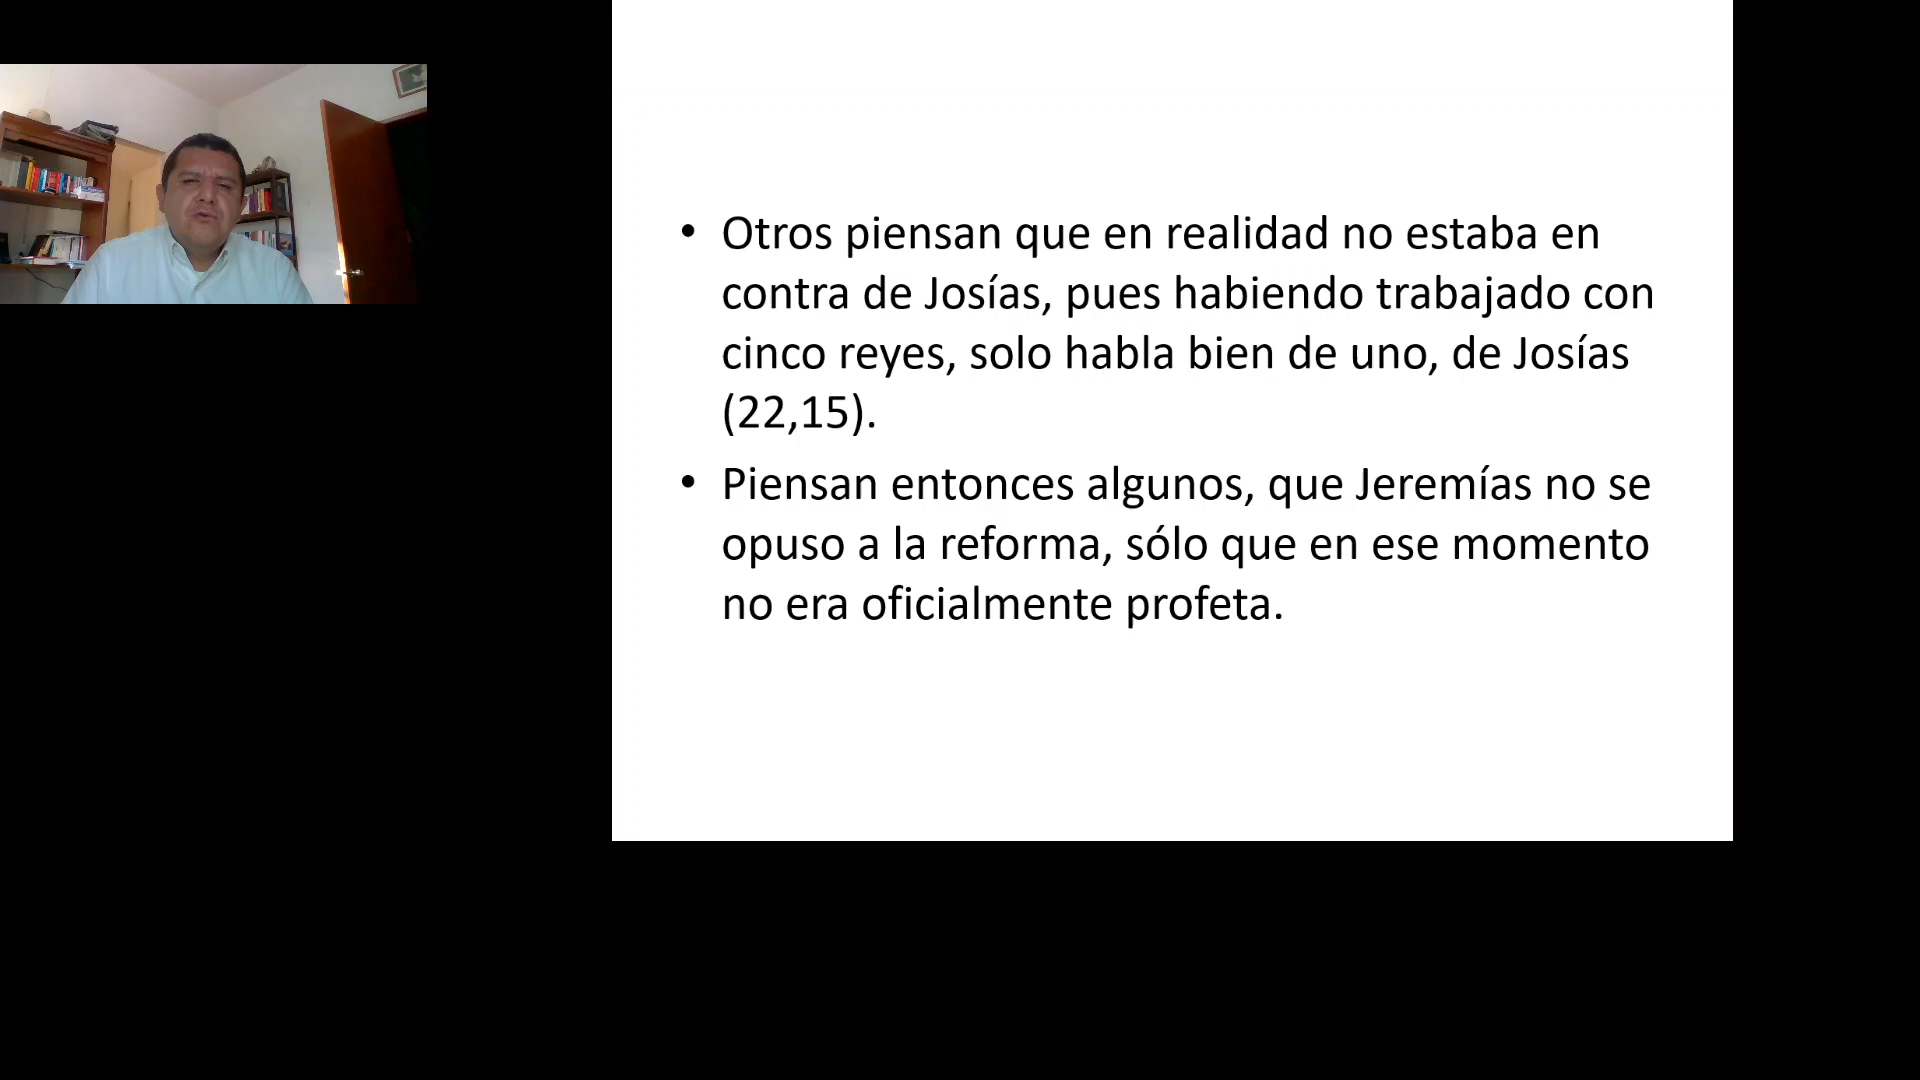 • Otros piensan que en realidad no estaba en
contra de Josías, pues habiendo trabajado con
cinco reyes, solo habla bien de uno, de Josías
(22,15).
• Piensan entonces algunos, que Jeremías no se
opuso a la reforma, sólo que en ese momento
no era oficialmente profeta.